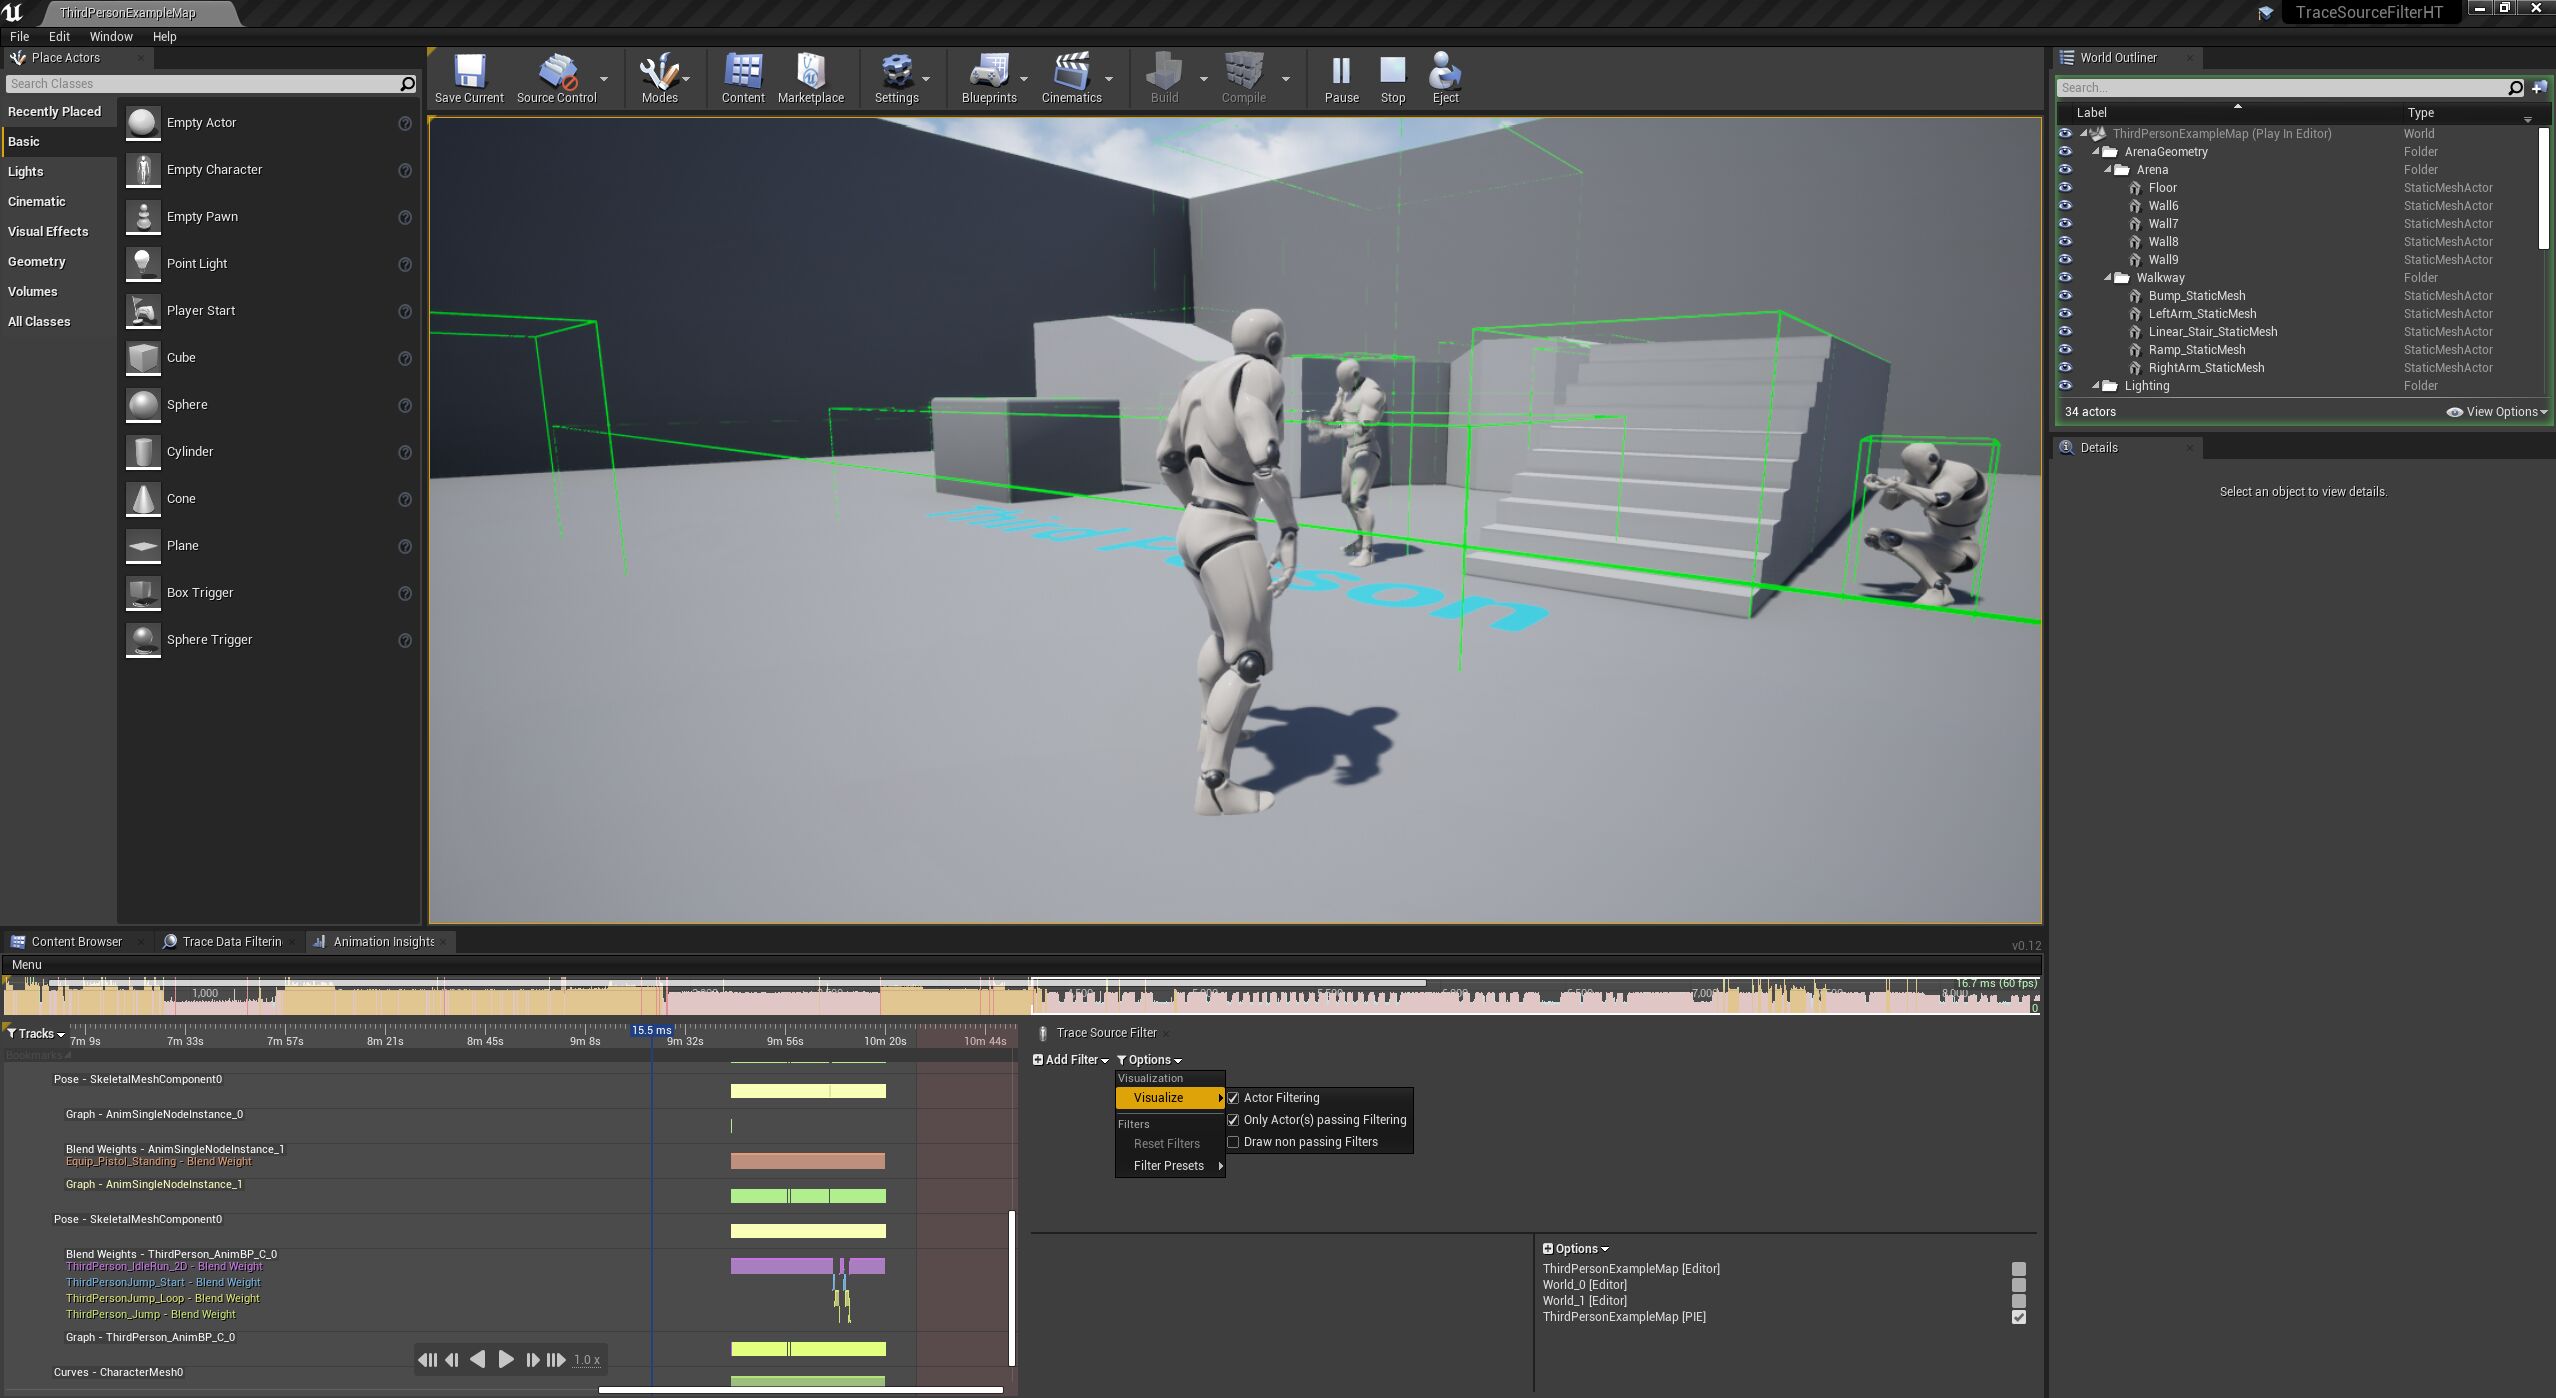 ThirdPersonExampleMap
TraceSourceFilterHT
File Edit Window Help
Place Actors
Search Classes
Recently Placed
Basic
Lights
Cinematic
Visual Effects
Geometry
Volumes
All Classes
Empty Actor
Empty Character
Empty Pawn
Point Light
Player Start
Cube
Sphere
Cylinder
Cone
Plane
Box Trigger
Sphere Trigger
Save Current Source Control Modes Content Marketplace Settings Blueprints Cinematics Build Compile Pause Stop Eject
World Outliner
Search...
Label Type
ThirdPersonExampleMap (Play In Editor) World
ArenaGeometry Folder
Arena Folder
Floor StaticMeshActor
Wall6 StaticMeshActor
Wall7 StaticMeshActor
Wall8 StaticMeshActor
Wall9 StaticMeshActor
Walkway Folder
Bump_StaticMesh StaticMeshActor
LeftArm_StaticMesh StaticMeshActor
Linear_Stair_StaticMesh StaticMeshActor
Ramp_StaticMesh StaticMeshActor
RightArm_StaticMesh StaticMeshActor
Lighting Folder
34 actors View Options
Details
Select an object to view details.
Content Browser Trace Data Filterin Animation Insights
v0.12
Menu
1,000
16.7 ms (60 fps)
0
Tracks
15.5 ms
7m 9s 7m 33s 7m 57s 8m 21s 8m 45s 9m 8s 9m 32s 9m 56s 10m 20s 10m 44s
Bookmarks
Pose - SkeletalMeshComponent0
Graph - AnimSingleNodeInstance_0
Blend Weights - AnimSingleNodeInstance_1
Equip_Pistol_Standing - Blend Weight
Graph - AnimSingleNodeInstance_1
Pose - SkeletalMeshComponent0
Blend Weights - ThirdPerson_AnimBP_C_0
ThirdPerson_IdleRun_2D - Blend Weight
ThirdPersonJump_Start - Blend Weight
ThirdPersonJump_Loop - Blend Weight
ThirdPerson_Jump - Blend Weight
Graph - ThirdPerson_AnimBP_C_0
Curves - CharacterMesh0
1.0 x
Trace Source Filter
Add Filter Options
Visualization
Visualize
Filters
Reset Filters
Filter Presets
Actor Filtering
Only Actor(s) passing Filtering
Draw non passing Filters
Options
ThirdPersonExampleMap [Editor]
World_0 [Editor]
World_1 [Editor]
ThirdPersonExampleMap [PIE]